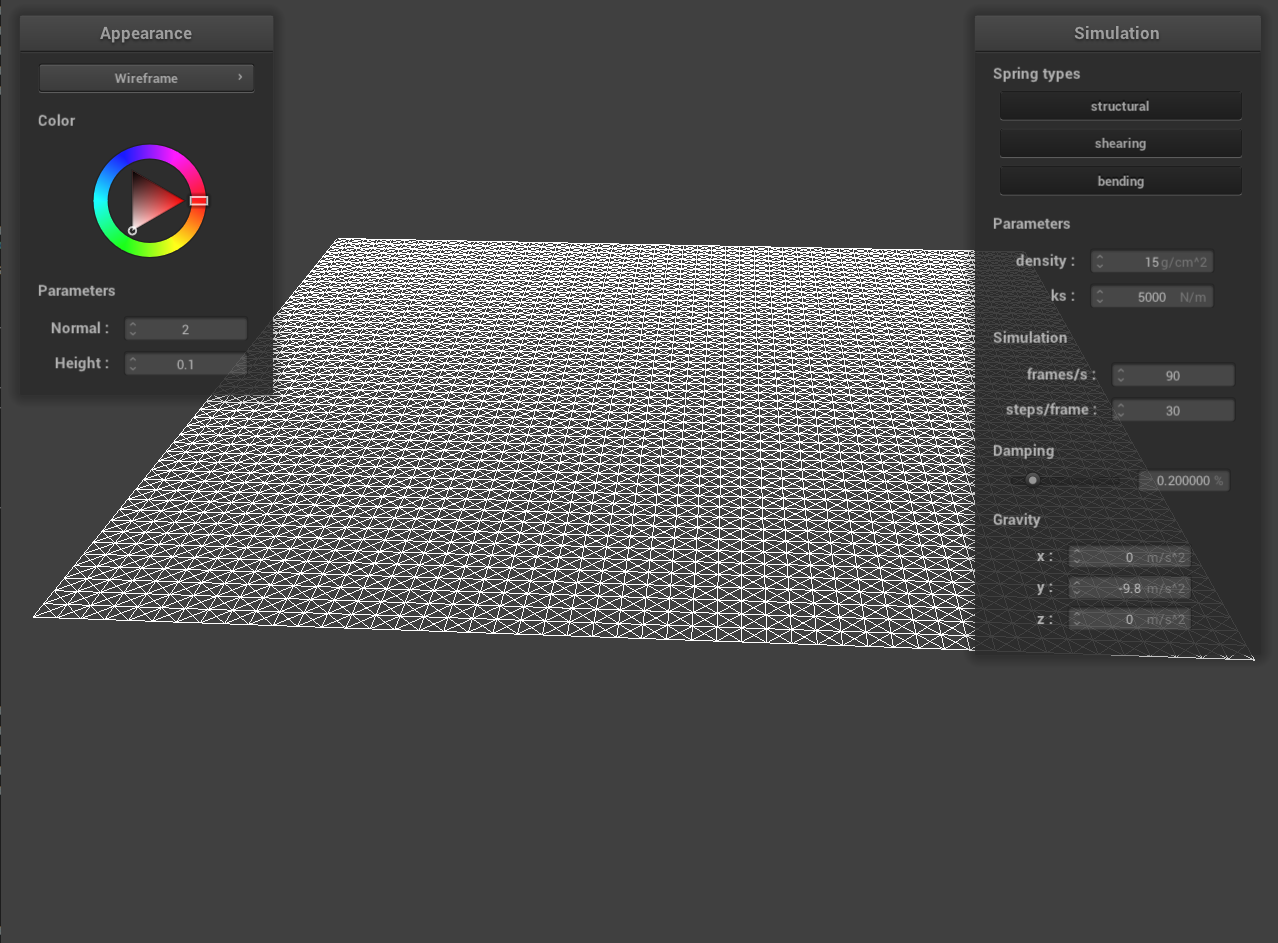 Appearance
Wireframe
Color
Parameters
Normal : 2
Height : 0.1
Simulation
Spring types
structural
shearing
bending
Parameters
density : 15 g/cm^2
ks : 5000 N/m
Simulation
frames/s : 90
steps/frame : 30
Damping
0.200000 %
Gravity
x : 0 m/s^2
y : -9.8 m/s^2
z : 0 m/s^2